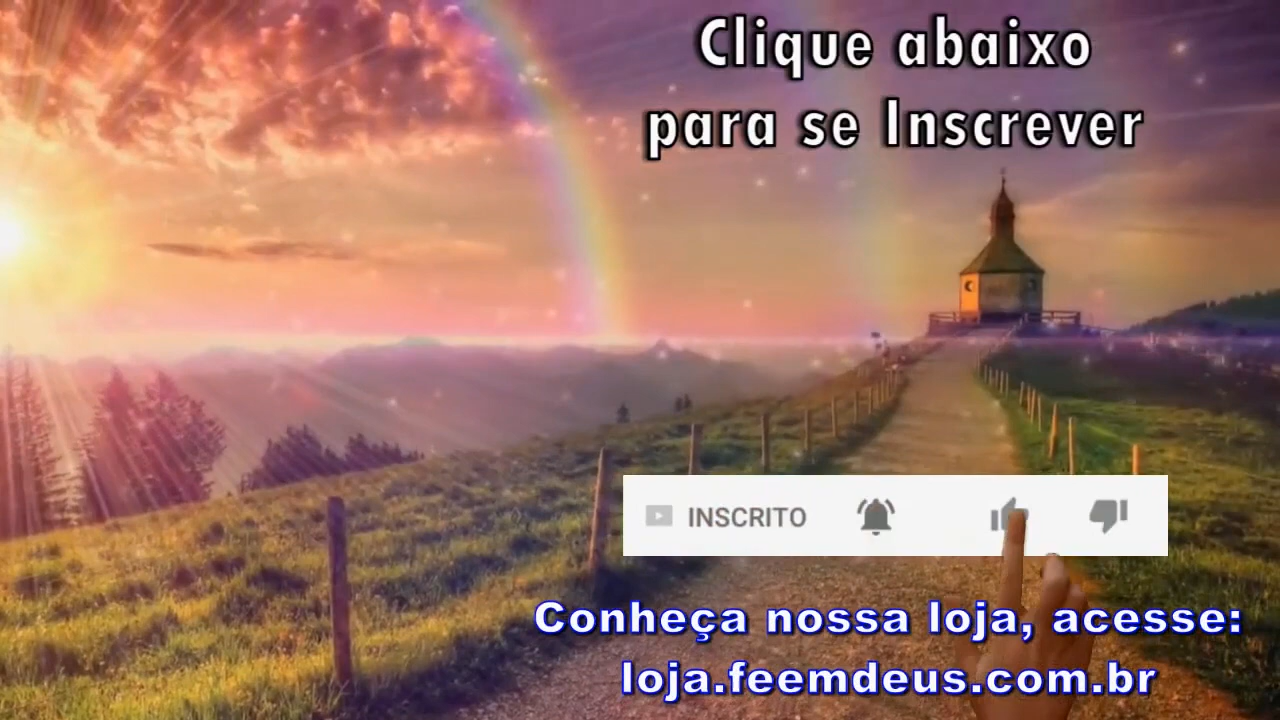 Clique abaixo
para se Inscrever
INSCRITO
Conheça nossa loja, acesse:
loja.feemdeus.com.br